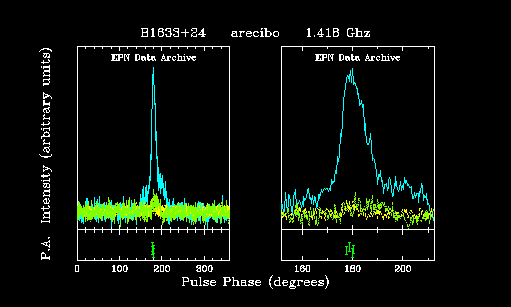 B1633+24 arecibo 1.418 Ghz
EPN Data Archive
EPN Data Archive
P.A. Intensity (arbitrary units)
0 100 200 300
160 180 200
Pulse Phase (degrees)